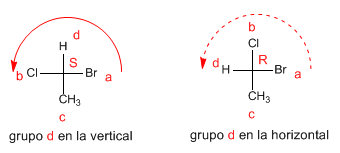 d
H
S
b Cl Br a
CH3
c
grupo d en la vertical
b
Cl
R
d H Br a
CH3
c
grupo d en la horizontal